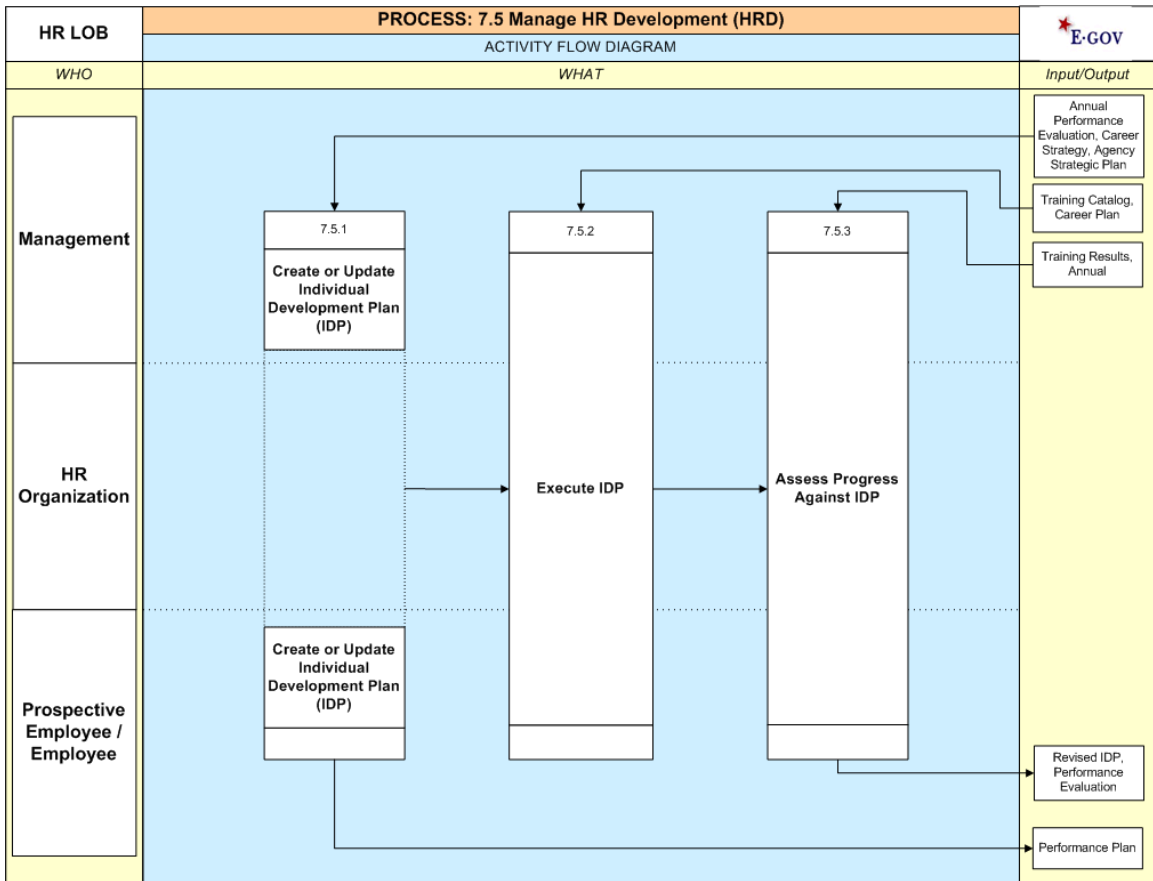 HR LOB
PROCESS: 7.5 Manage HR Development (HRD)
ACTIVITY FLOW DIAGRAM
E·GOV
WHO
WHAT
Input/Output
Management
HR
Organization
Prospective
Employee /
Employee
7.5.1
Create or Update
Individual
Development Plan
(IDP)
Create or Update
Individual
Development Plan
(IDP)
7.5.2
Execute IDP
7.5.3
Assess Progress
Against IDP
Annual
Performance
Evaluation, Career
Strategy, Agency
Strategic Plan
Training Catalog,
Career Plan
Training Results,
Annual
Revised IDP,
Performance
Evaluation
Performance Plan